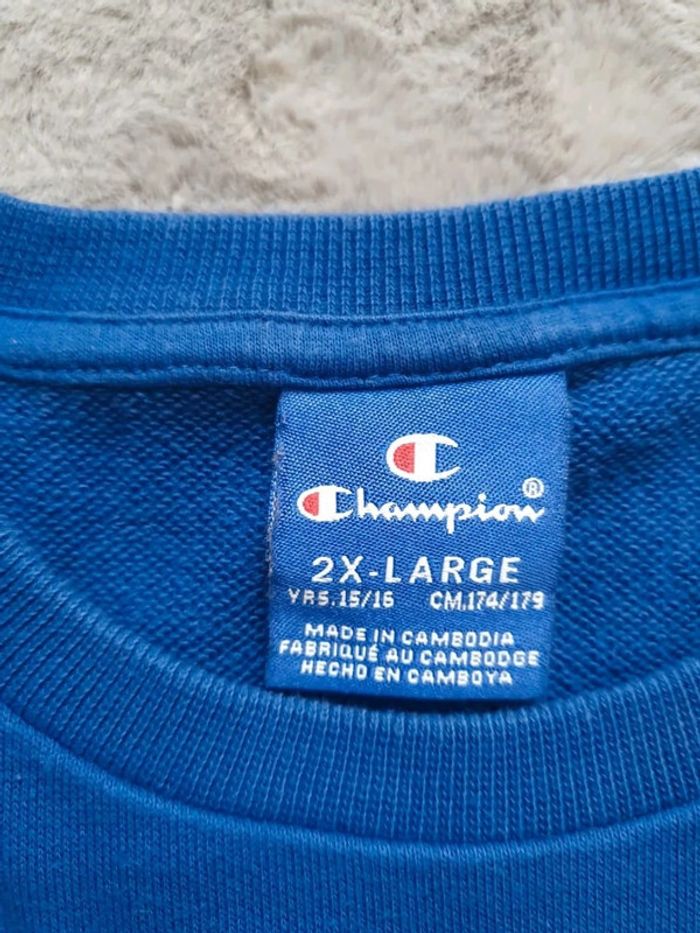 Champion®
2X-LARGE
YRS.15/16 CM.174/179
MADE IN CAMBODIA
FABRIQUÉ AU CAMBODGE
HECHO EN CAMBOYA